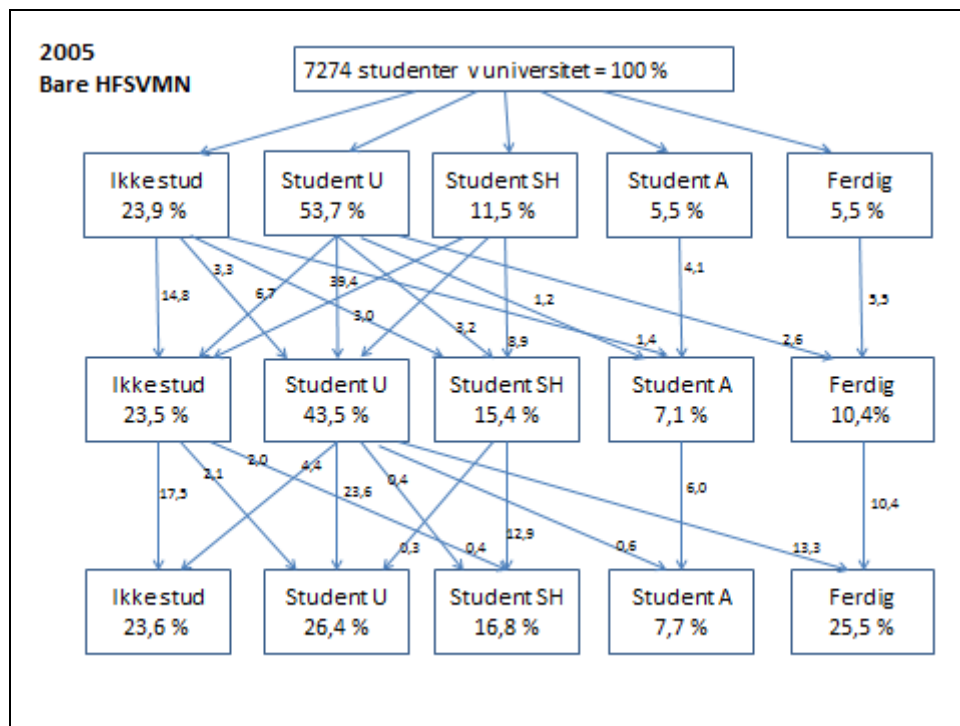 2005
Bare HFSVMN
7274 studenter v universitet = 100 %
Ikke stud
23,9 %
Student U
53,7 %
Student SH
11,5 %
Student A
5,5 %
Ferdig
5,5 %
3,3
39,4
4,1
14,8
6,7
1,2
5,5
3,0
3,2
8,9
1,4
2,6
Ikke stud
23,5 %
Student U
43,5 %
Student SH
15,4 %
Student A
7,1 %
Ferdig
10,4%
2,0
4,4
2,1
0,4
17,5
23,6
6,0
10,4
12,9
0,3
0,4
0,6
13,3
Ikke stud
23,6 %
Student U
26,4 %
Student SH
16,8 %
Student A
7,7 %
Ferdig
25,5 %